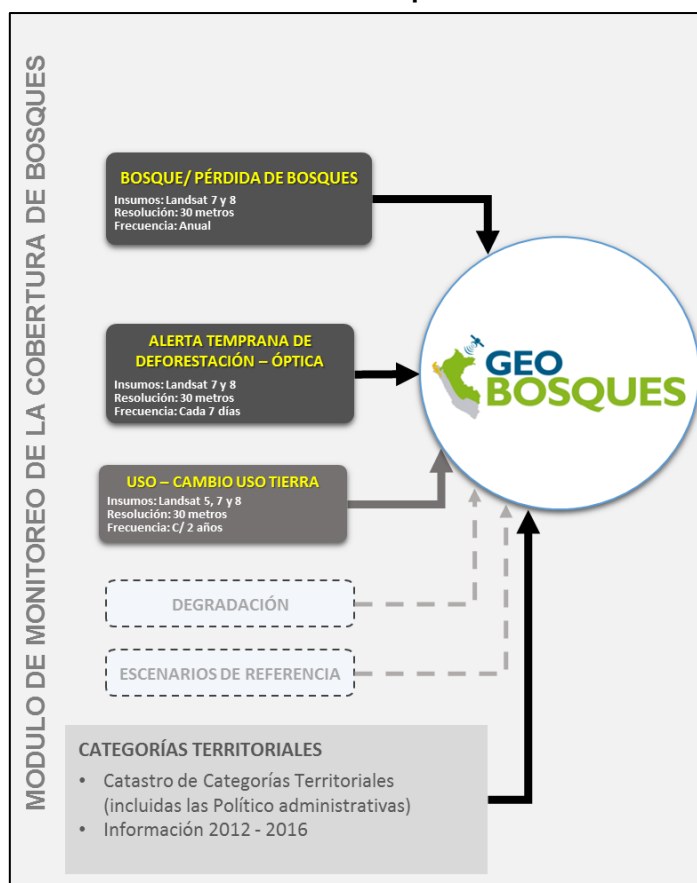 MODULO DE MONITOREO DE LA COBERTURA DE BOSQUES
BOSQUE/ PÉRDIDA DE BOSQUES
Insumos: Landsat 7 y 8
Resolución: 30 metros
Frecuencia: Anual
ALERTA TEMPRANA DE
DEFORESTACIÓN – ÓPTICA
Insumos: Landsat 7 y 8
Resolución: 30 metros
Frecuencia: Cada 7 días
GEO
BOSQUES
USO – CAMBIO USO TIERRA
Insumos: Landsat 5, 7 y 8
Resolución: 30 metros
Frecuencia: C/ 2 años
DEGRADACIÓN
ESCENARIOS DE REFERENCIA
CATEGORÍAS TERRITORIALES
• Catastro de Categorías Territoriales
(incluidas las Político administrativas)
• Información 2012 - 2016